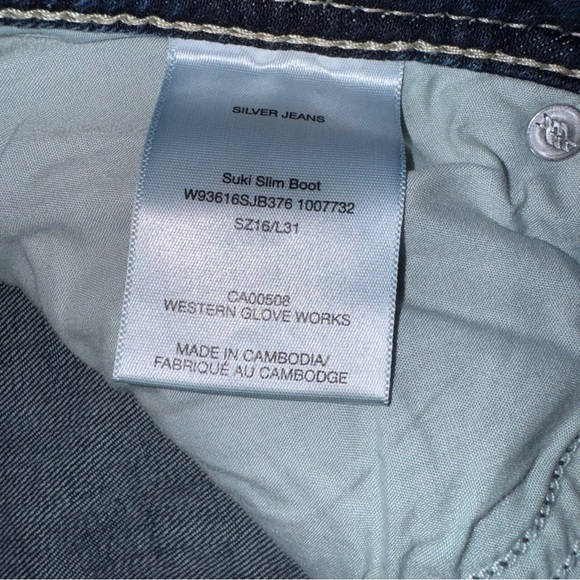 SILVER JEANS
Suki Slim Boot
W93616SJB376 1007732
SZ16/L31
CA00508
WESTERN GLOVE WORKS
MADE IN CAMBODIA/
FABRIQUÉ AU CAMBODGE